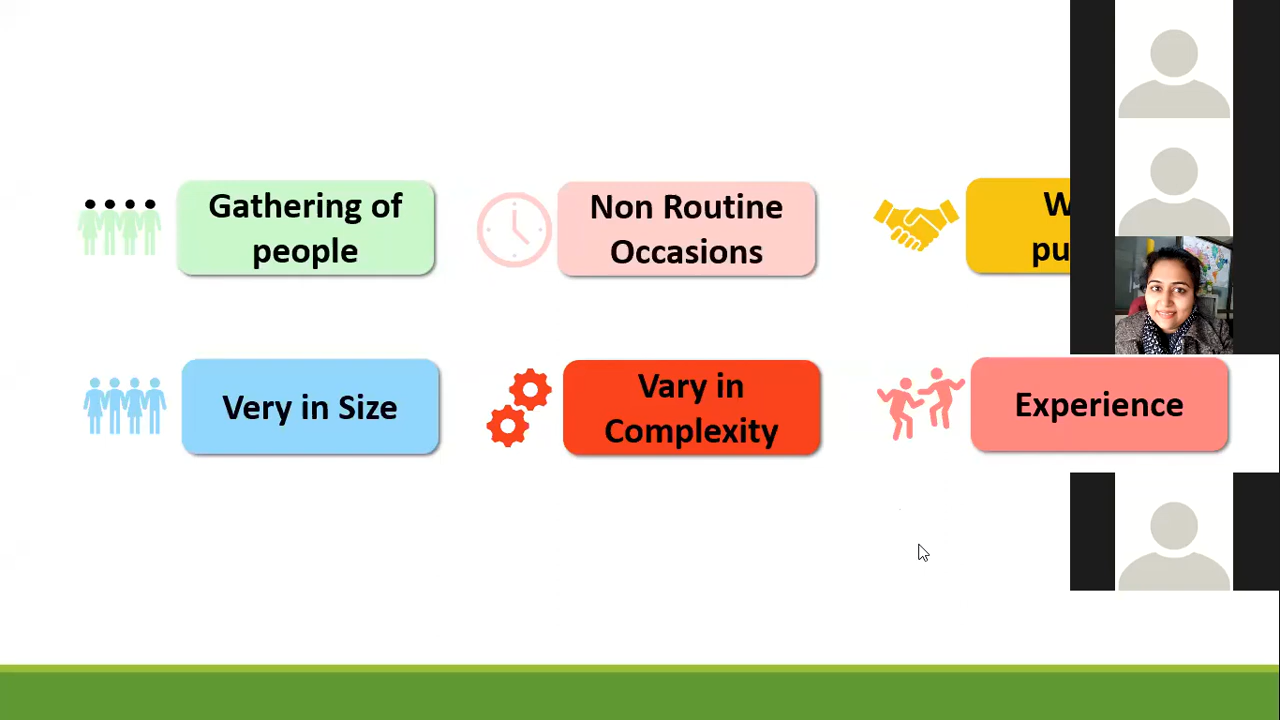 Gathering of
people
Non Routine
Occasions
Very in Size
Vary in
Complexity
Experience